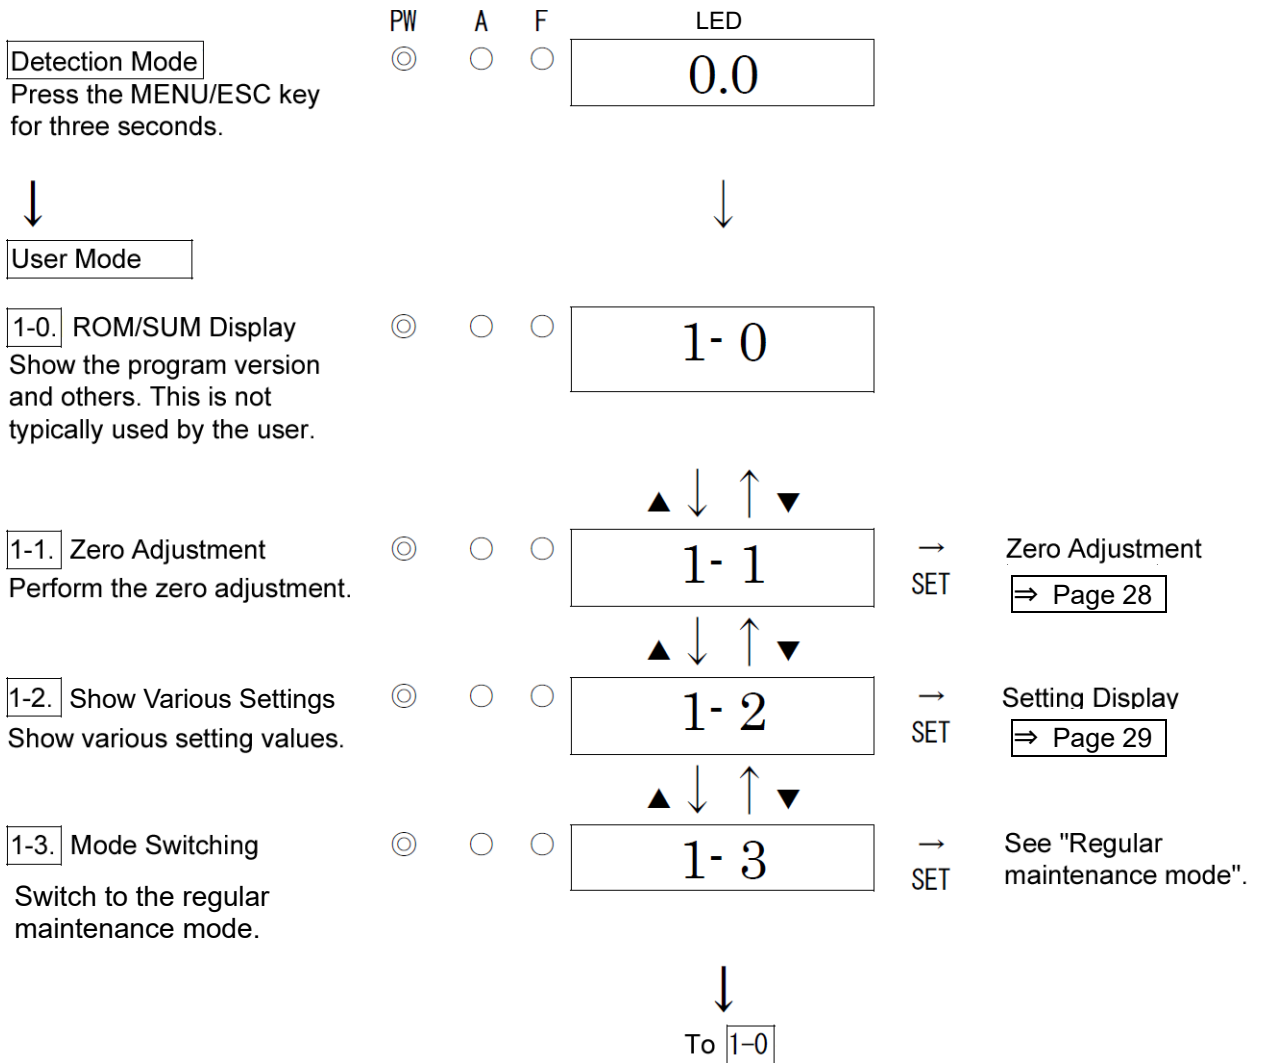 PW A F LED
Detection Mode ◎ ○ ○ 0.0
Press the MENU/ESC key
for three seconds.
↓ ↓
User Mode
1-0. ROM/SUM Display ◎ ○ ○ 1- 0
Show the program version
and others. This is not
typically used by the user.
▲ ↓ ↑ ▼
1-1. Zero Adjustment ◎ ○ ○ 1- 1 → Zero Adjustment
Perform the zero adjustment. SET ⇒ Page 28
▲ ↓ ↑ ▼
1-2. Show Various Settings ◎ ○ ○ 1- 2 → Setting Display
Show various setting values. SET ⇒ Page 29
▲ ↓ ↑ ▼
1-3. Mode Switching ◎ ○ ○ 1- 3 → See "Regular
SET maintenance mode".
Switch to the regular
maintenance mode.
↓
To 1-0